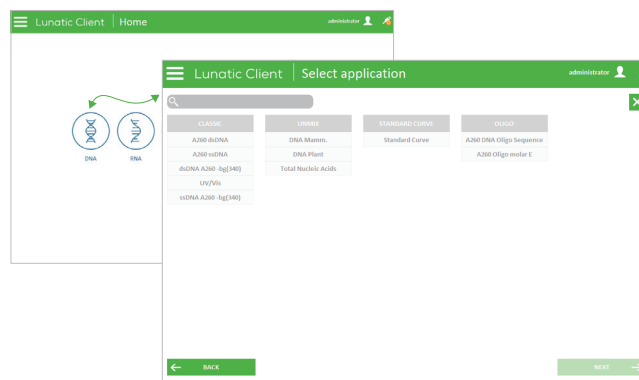 Lunatic Client Home
administrator
DNA
RNA
Lunatic Client Select application
administrator
CLASSIC
A260 dsDNA
A260 ssDNA
dsDNA A260 -bg(340)
UV/Vis
ssDNA A260 -bg(340)
UNMIX
DNA Mamm.
DNA Plant
Total Nucleic Acids
STANDARD CURVE
Standard Curve
OLIGO
A260 DNA Oligo Sequence
A260 Oligo molar E
BACK
NEXT